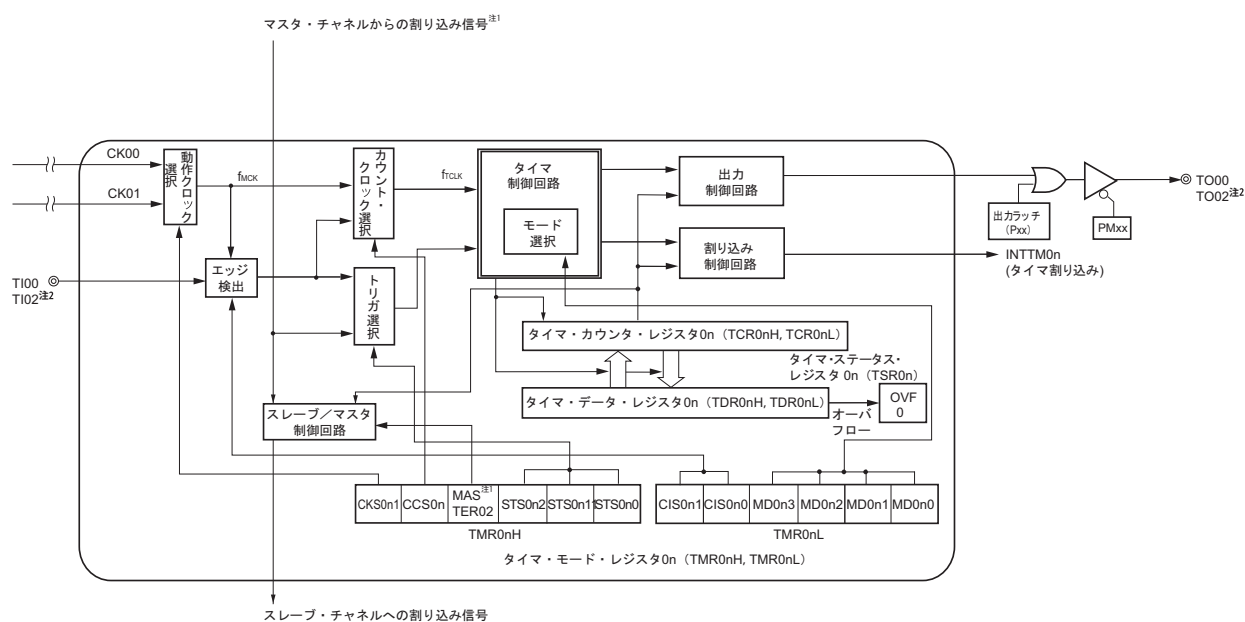 マスタ・チャネルからの割り込み信号注1
CK00
CK01
動作クロック
選択
fMCK
カウント・
クロック選択
fTCLK
タイマ
制御回路
モード
選択
出力
制御回路
出力ラッチ
(Pxx)
PMxx
TO00
TO02注2
割り込み
制御回路
INTTM0n
(タイマ割り込み)
TI00
TI02注2
エッジ
検出
トリガ選択
タイマ・カウンタ・レジスタ0n(TCR0nH, TCR0nL)
タイマ・ステータス・
レジスタ 0n(TSR0n)
タイマ・データ・レジスタ0n(TDR0nH, TDR0nL)
オーバ
フロー
OVF
0
スレーブ/マスタ
制御回路
CKS0n1 CCS0n MAS注1 TER02 STS0n2 STS0n1 STS0n0
CIS0n1 CIS0n0 MD0n3 MD0n2 MD0n1 MD0n0
TMR0nH
TMR0nL
タイマ・モード・レジスタ0n(TMR0nH, TMR0nL)
スレーブ・チャネルへの割り込み信号